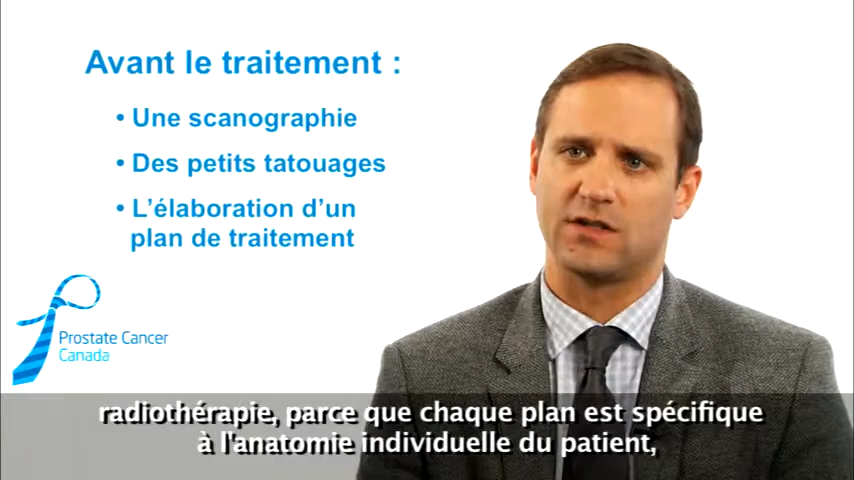 Avant le traitement :
• Une scanographie
• Des petits tatouages
• L'élaboration d'un
plan de traitement
Prostate Cancer
Canada
radiothérapie, parce que chaque plan est spécifique
à l'anatomie individuelle du patient,